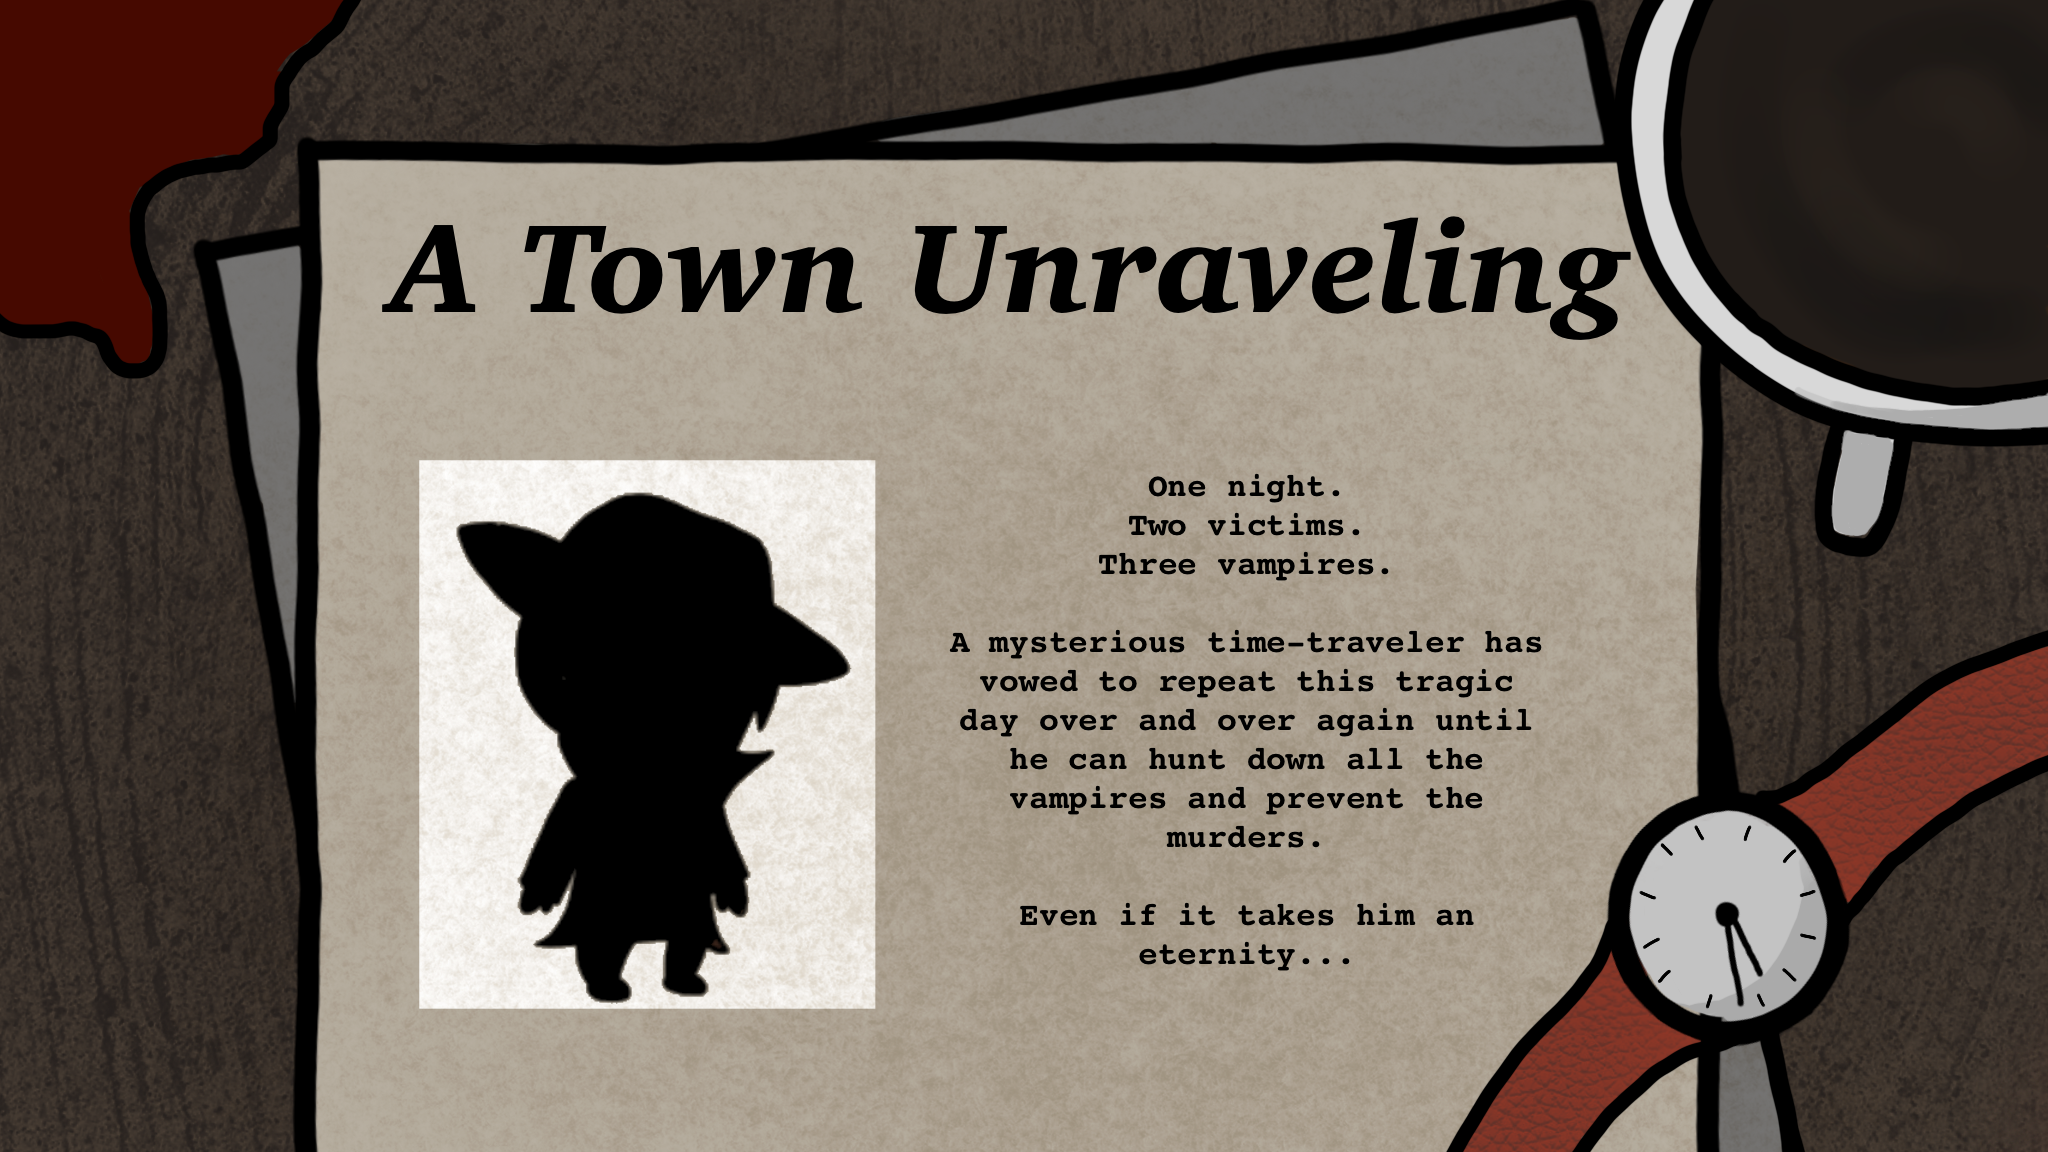 A Town Unraveling
One night.
Two victims.
Three vampires.
A mysterious time-traveler has
vowed to repeat this tragic
day over and over again until
he can hunt down all the
vampires and prevent the
murders.
Even if it takes him an
eternity...